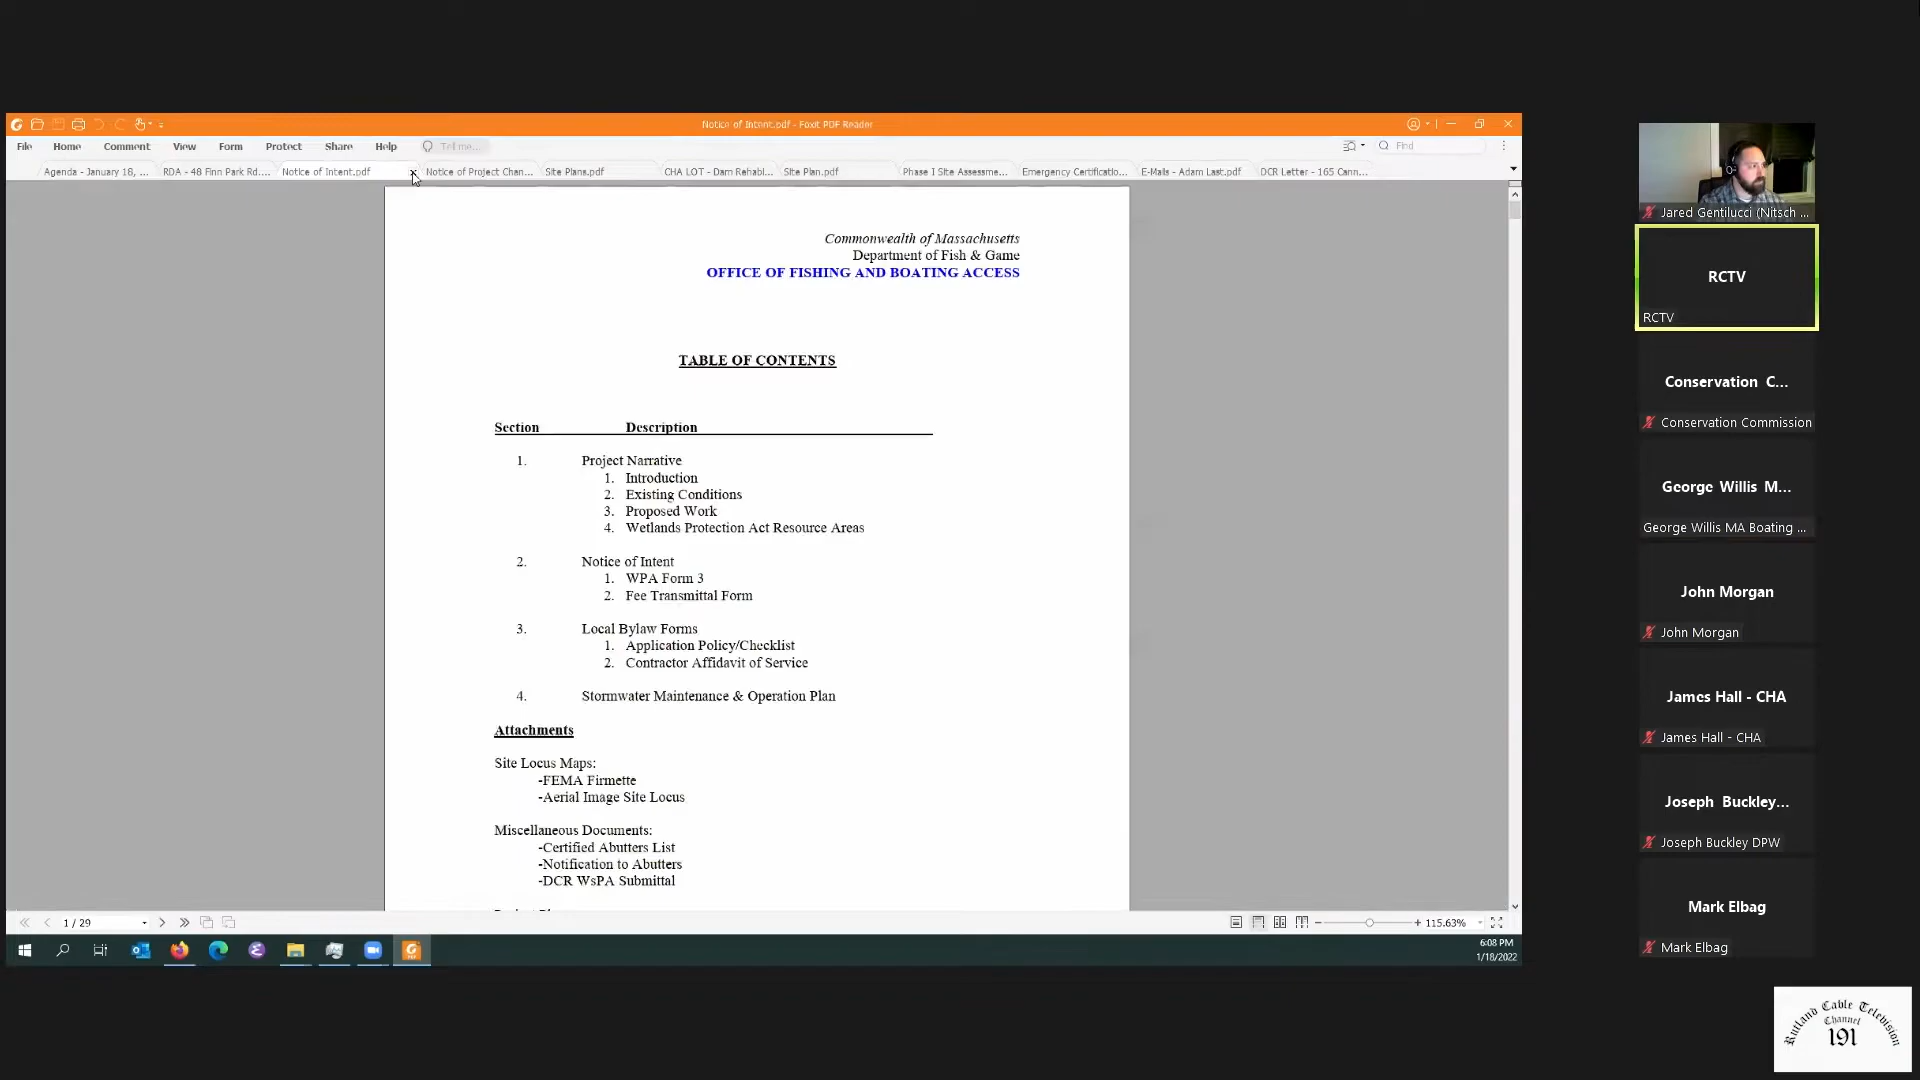 Notice of Intent.pdf - Foxit PDF Reader
File Home Comment View Form Protect Share Help Tell me... Find
Agenda - January 18, ... RDA - 48 Finn Park Rd.... Notice of Intent.pdf Notice of Project Chan... Site Plans.pdf CHA LOT - Dam Rehabi... Site Plan.pdf Phase I Site Assessme... Emergency Certificatio... E-Mails - Adam Last.pdf DCR Letter - 165 Cann...
Commonwealth of Massachusetts
Department of Fish & Game
OFFICE OF FISHING AND BOATING ACCESS
TABLE OF CONTENTS
Section Description
1. Project Narrative
1. Introduction
2. Existing Conditions
3. Proposed Work
4. Wetlands Protection Act Resource Areas
2. Notice of Intent
1. WPA Form 3
2. Fee Transmittal Form
3. Local Bylaw Forms
1. Application Policy/Checklist
2. Contractor Affidavit of Service
4. Stormwater Maintenance & Operation Plan
Attachments
Site Locus Maps:
-FEMA Firmette
-Aerial Image Site Locus
Miscellaneous Documents:
-Certified Abutters List
-Notification to Abutters
-DCR WsPA Submittal
1 / 29
115.63%
6:08 PM
1/18/2022
Jared Gentilucci (Nitsch ...
RCTV
RCTV
Conservation C...
Conservation Commission
George Willis M...
George Willis MA Boating ...
John Morgan
John Morgan
James Hall - CHA
James Hall - CHA
Joseph Buckley...
Joseph Buckley DPW
Mark Elbag
Mark Elbag
Rutland Cable Television
Channel
191